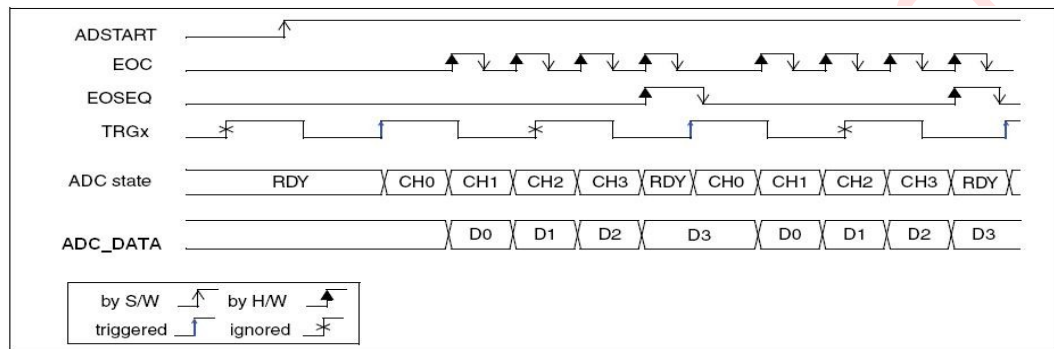 ADSTART
EOC
EOSEQ
TRGx
ADC state RDY CH0 CH1 CH2 CH3 RDY CH0 CH1 CH2 CH3 RDY
ADC_DATA D0 D1 D2 D3 D0 D1 D2 D3
by S/W by H/W
triggered ignored